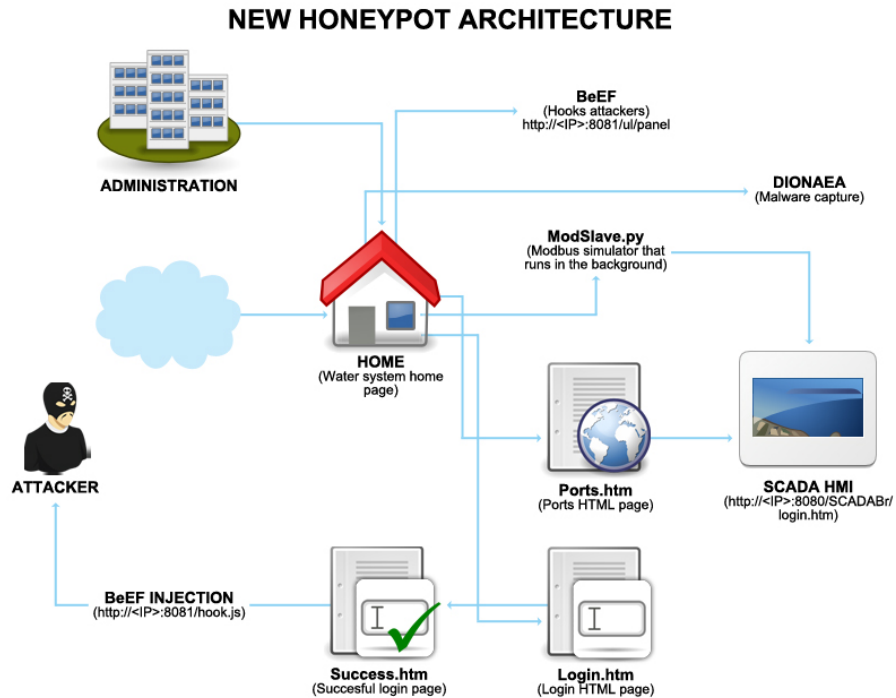 NEW HONEYPOT ARCHITECTURE
BeEF
(Hooks attackers)
http://<IP>:8081/ul/panel
ADMINISTRATION
DIONAEA
(Malware capture)
ModSlave.py
(Modbus simulator that
runs in the background)
HOME
(Water system home
page)
ATTACKER
Ports.htm
(Ports HTML page)
SCADA HMI
(http://<IP>:8080/SCADABr/
login.htm)
BeEF INJECTION
(http://<IP>:8081/hook.js)
Success.htm
(Succesful login page)
Login.htm
(Login HTML page)